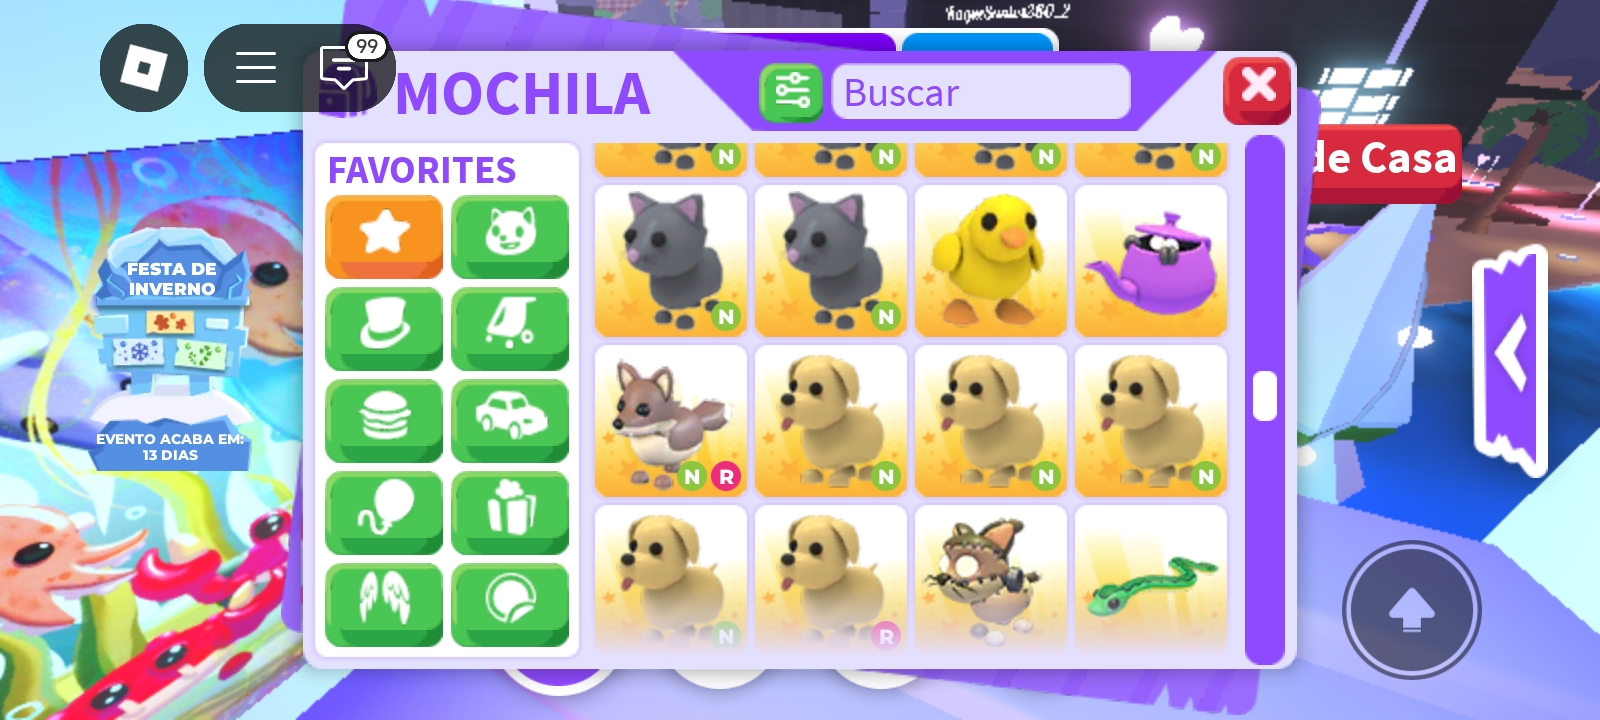 99
MOCHILA
Buscar
de Casa
FAVORITES
N
N
N
N
N
N
N
R
N
N
N
N
R
FESTA DE
INVERNO
EVENTO ACABA EM:
13 DIAS